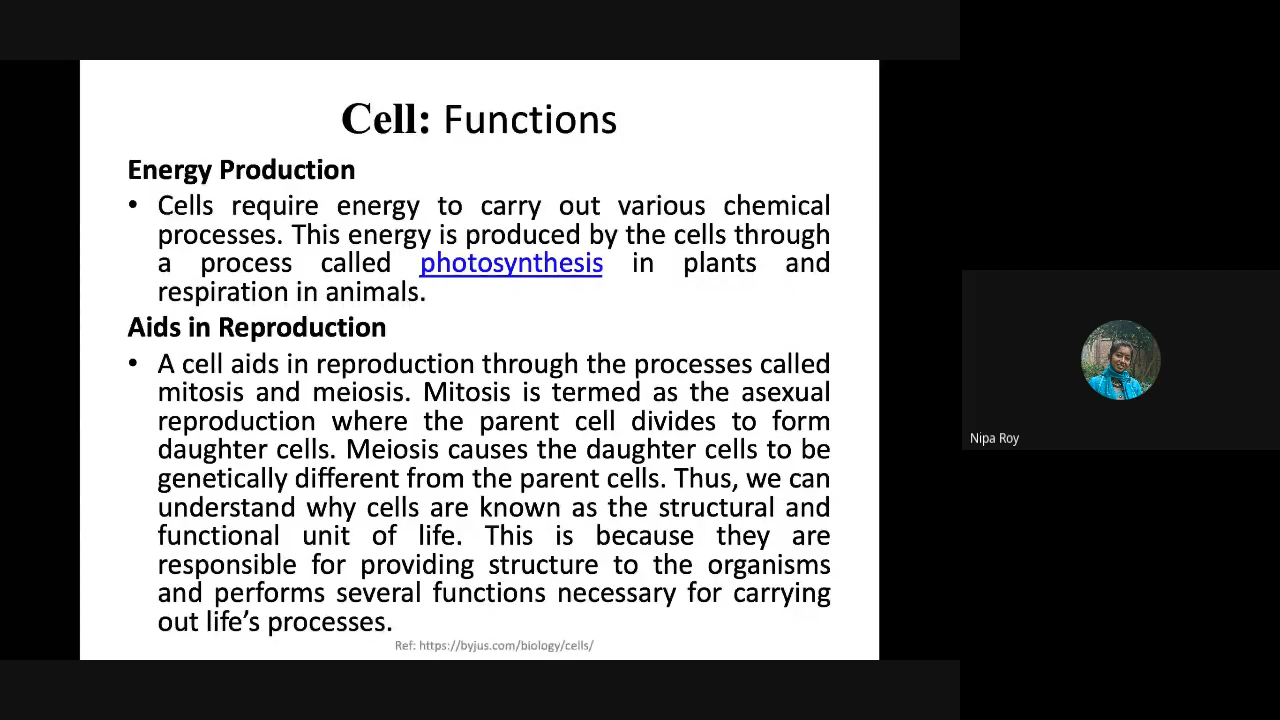 Cell: Functions
Energy Production
• Cells require energy to carry out various chemical
processes. This energy is produced by the cells through
a process called photosynthesis in plants and
respiration in animals.
Aids in Reproduction
• A cell aids in reproduction through the processes called
mitosis and meiosis. Mitosis is termed as the asexual
reproduction where the parent cell divides to form
daughter cells. Meiosis causes the daughter cells to be
genetically different from the parent cells. Thus, we can
understand why cells are known as the structural and
functional unit of life. This is because they are
responsible for providing structure to the organisms
and performs several functions necessary for carrying
out life’s processes.
Ref: https://byjus.com/biology/cells/
Nipa Roy